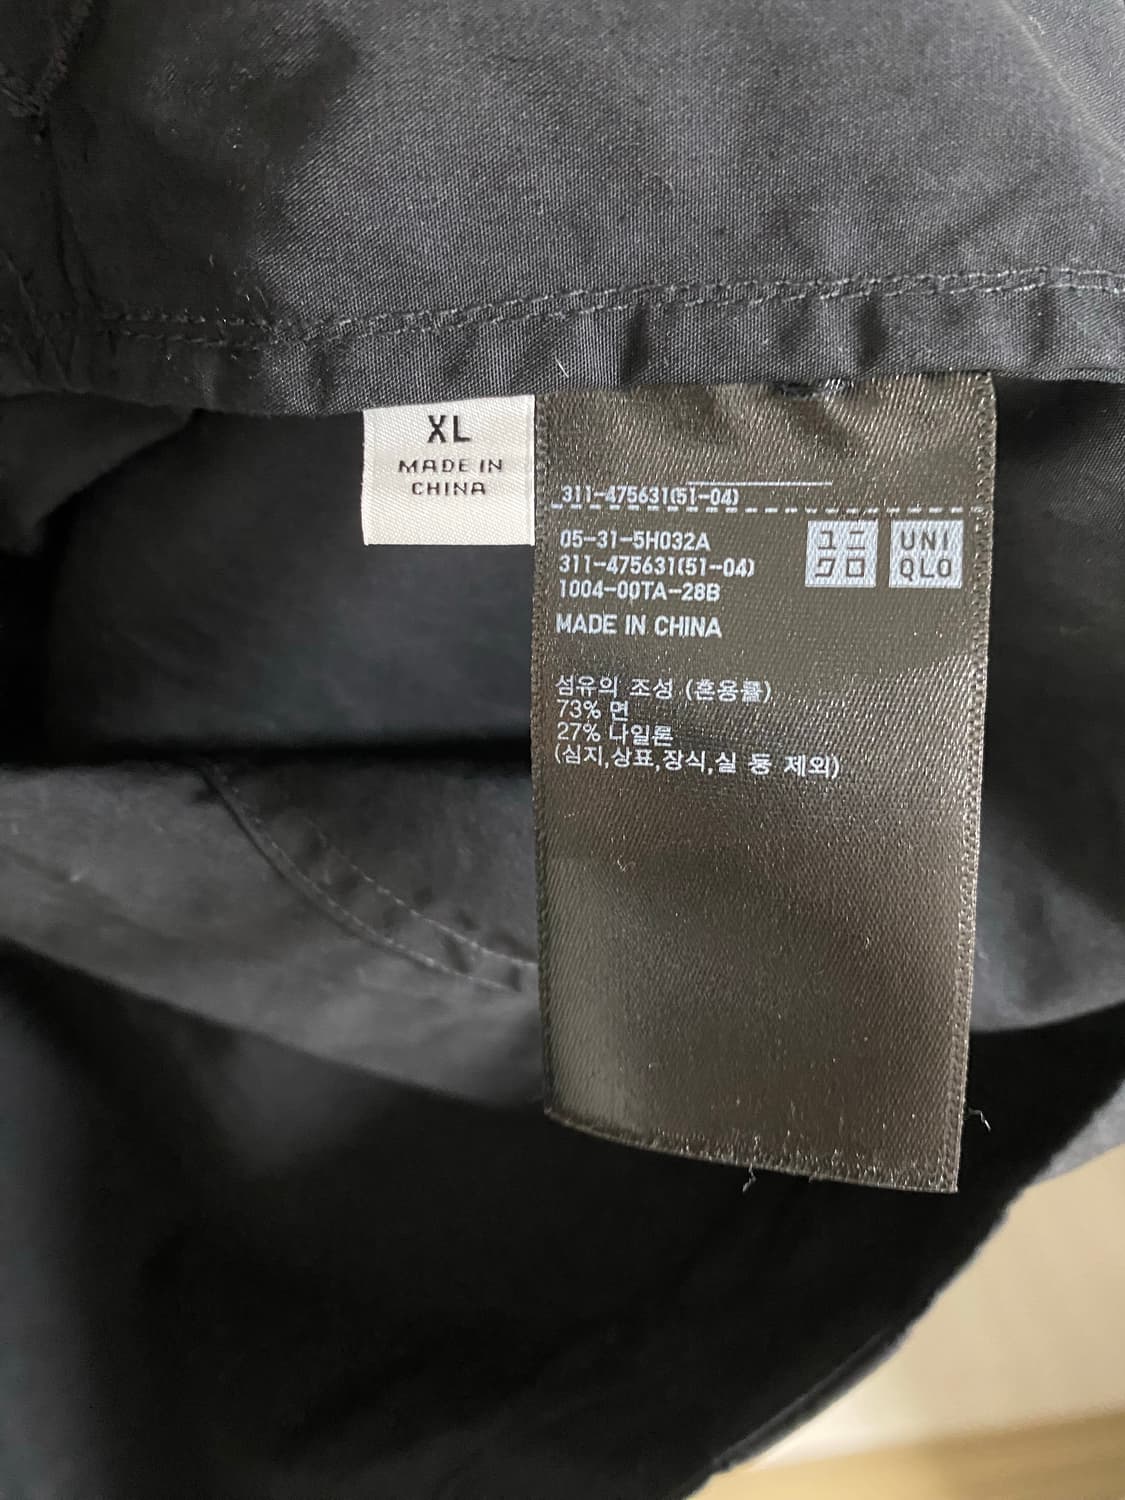 XL
MADE IN
CHINA
311-475631(51-04)
05-31-5H032A
311-475631(51-04)
1004-00TA-28B
MADE IN CHINA
ユニ
クロ
UNI
QLO
섬유의 조성 (혼용률)
73% 면
27% 나일론
(심지,상표,장식,실 등 제외)